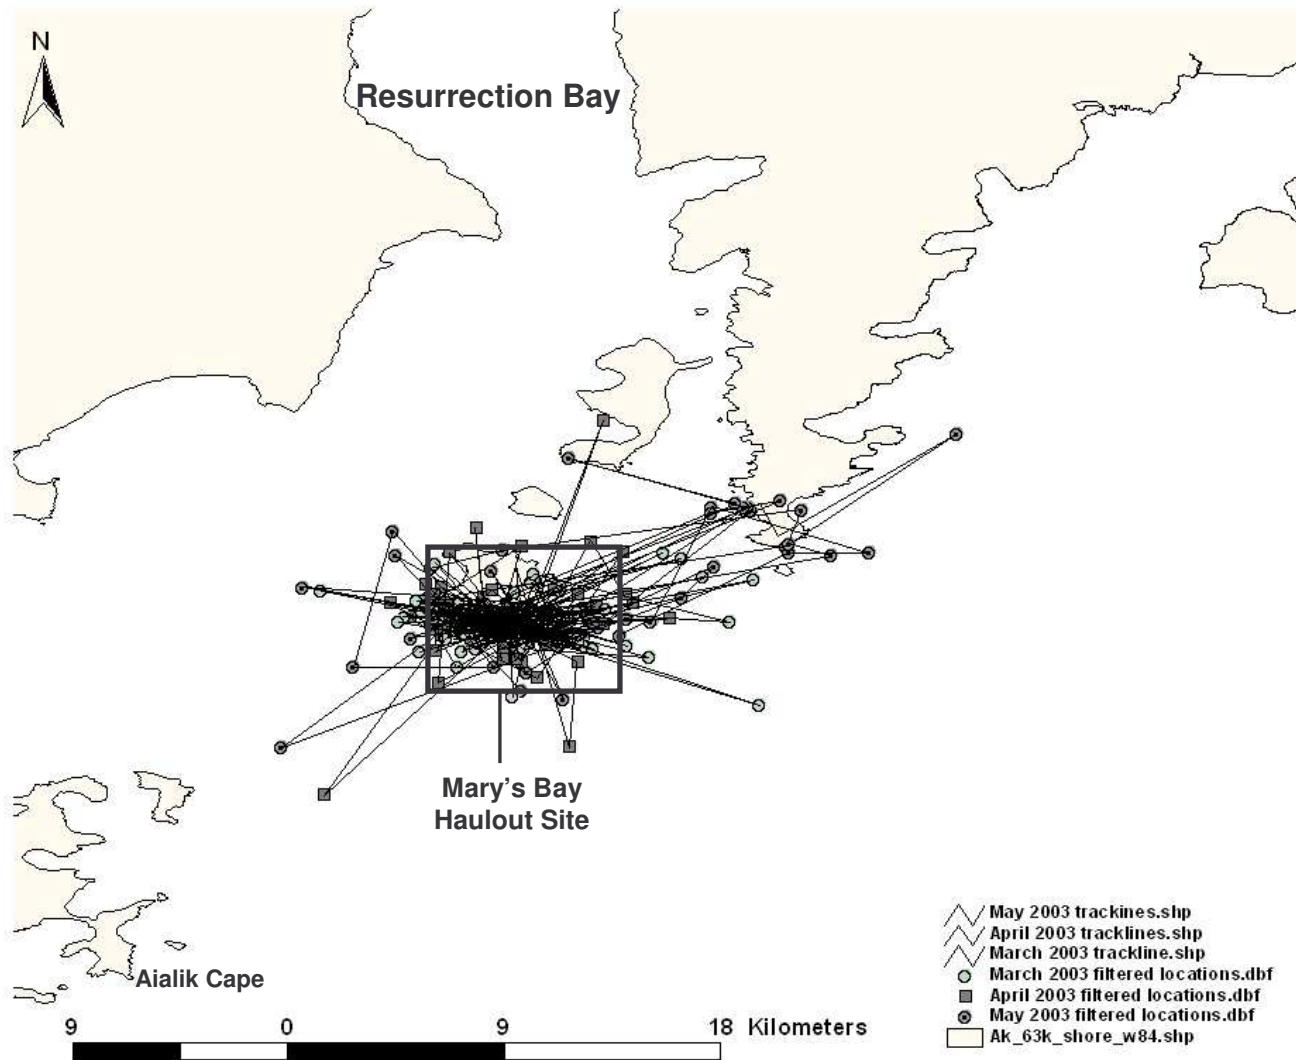 N
Resurrection Bay
Mary's Bay
Haulout Site
Aialik Cape
May 2003 trackines.shp
April 2003 tracklines.shp
March 2003 trackline.shp
March 2003 filtered locations.dbf
April 2003 filtered locations.dbf
May 2003 filtered locations.dbf
Ak_63k_shore_w84.shp
9 0 9 18 Kilometers